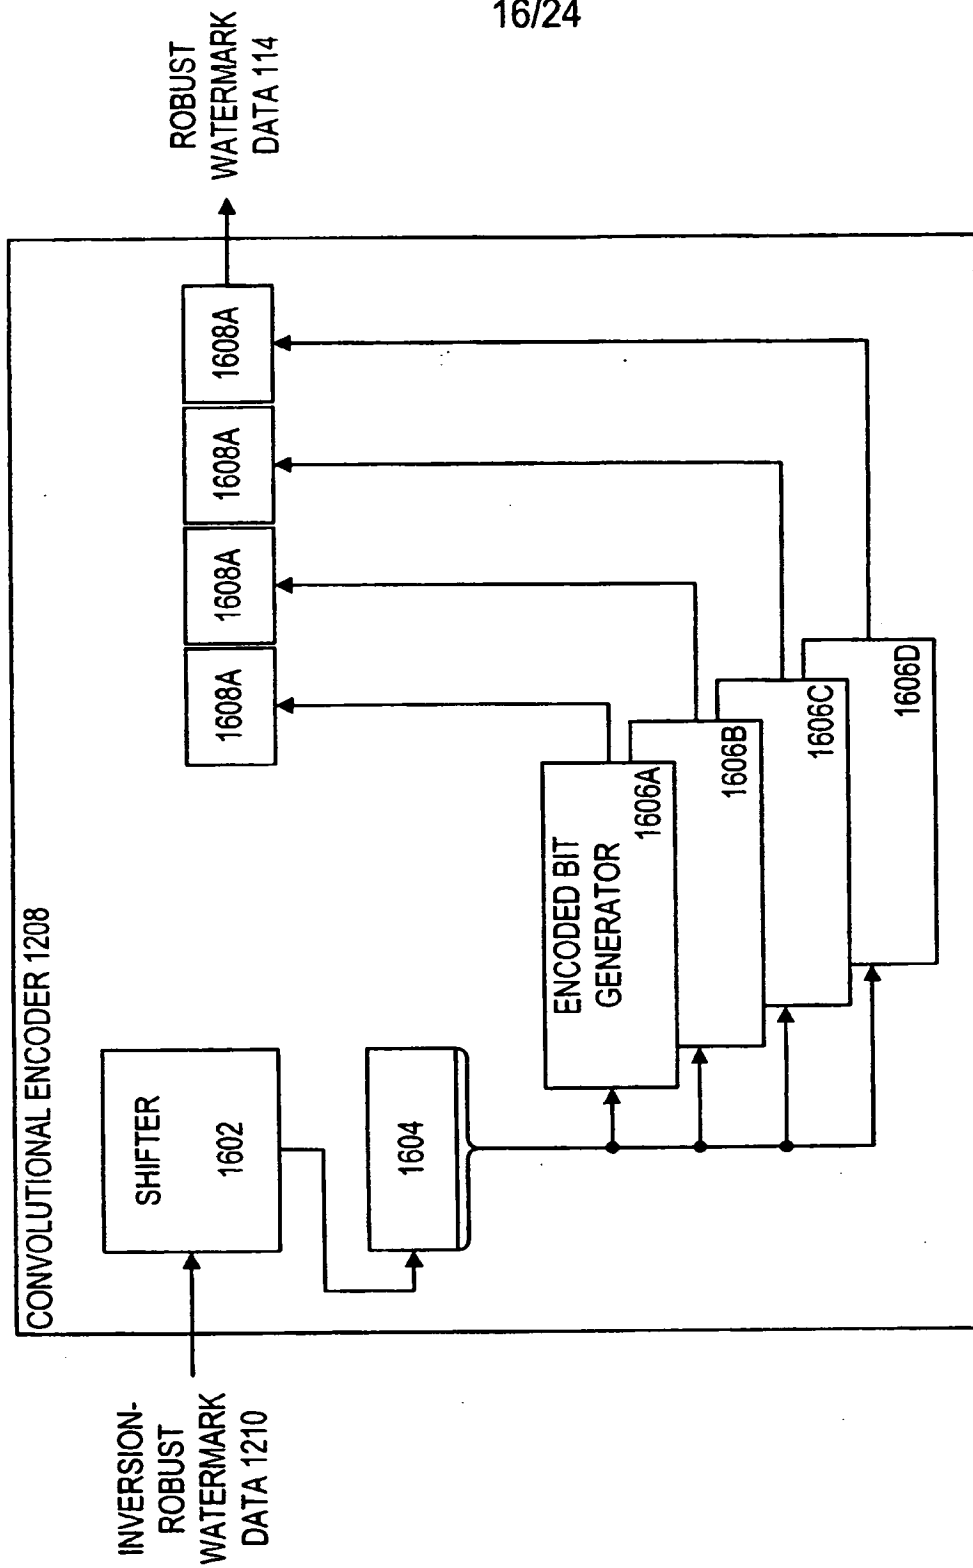 16/24
CONVOLUTIONAL ENCODER 1208
INVERSION-
ROBUST
WATERMARK
DATA 1210
SHIFTER
1602
1604
ENCODED BIT
GENERATOR
1606A
1606B
1606C
1606D
1608A
1608A
1608A
1608A
ROBUST
WATERMARK
DATA 114